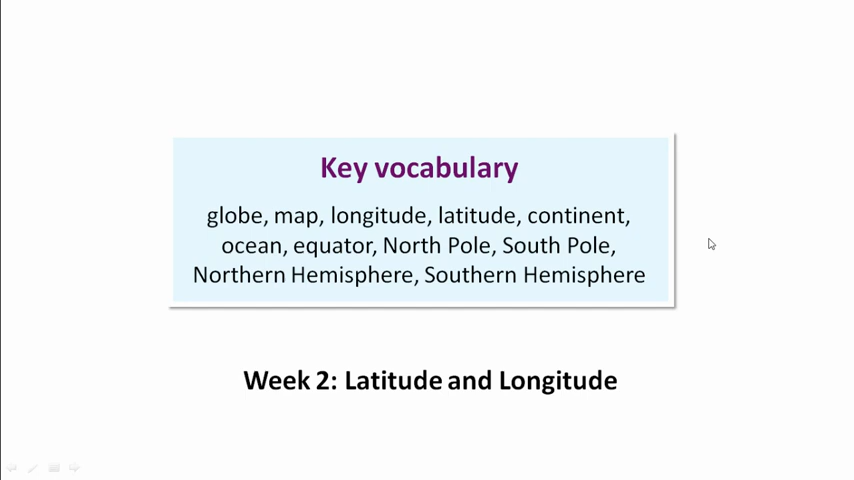 Key vocabulary
globe, map, longitude, latitude, continent,
ocean, equator, North Pole, South Pole,
Northern Hemisphere, Southern Hemisphere
Week 2: Latitude and Longitude